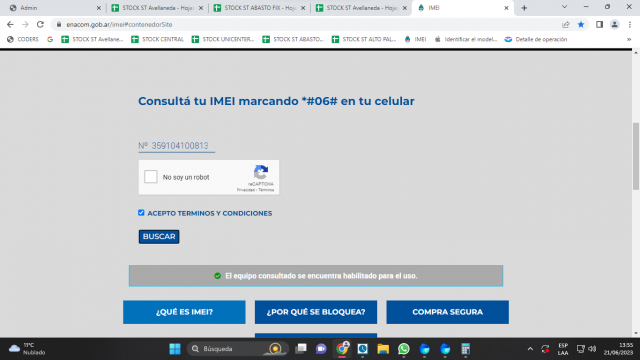 Admin
STOCK ST Avellaneda - Hoja
STOCK ST ABASTO FIX - Hoja
STOCK ST Avellaneda - Hoja
IMEI
enacom.gob.ar/imei#contenedorSite
CODERS
G
STOCK ST Avellane...
STOCK CENTRAL
STOCK UNICENTER...
STOCK ST ABASTO...
STOCK ST ALTO PAL...
IMEI
Identificar el model...
Detalle de operación
Consultá tu IMEI marcando *#06# en tu celular
Nº 359104100813
No soy un robot
reCAPTCHA
Privacidad - Términos
ACEPTO TERMINOS Y CONDICIONES
BUSCAR
El equipo consultado se encuentra habilitado para el uso.
¿QUÉ ES IMEI?
¿POR QUÉ SE BLOQUEA?
COMPRA SEGURA
11°C
Nublado
Búsqueda
ESP
LAA
13:55
21/06/2023